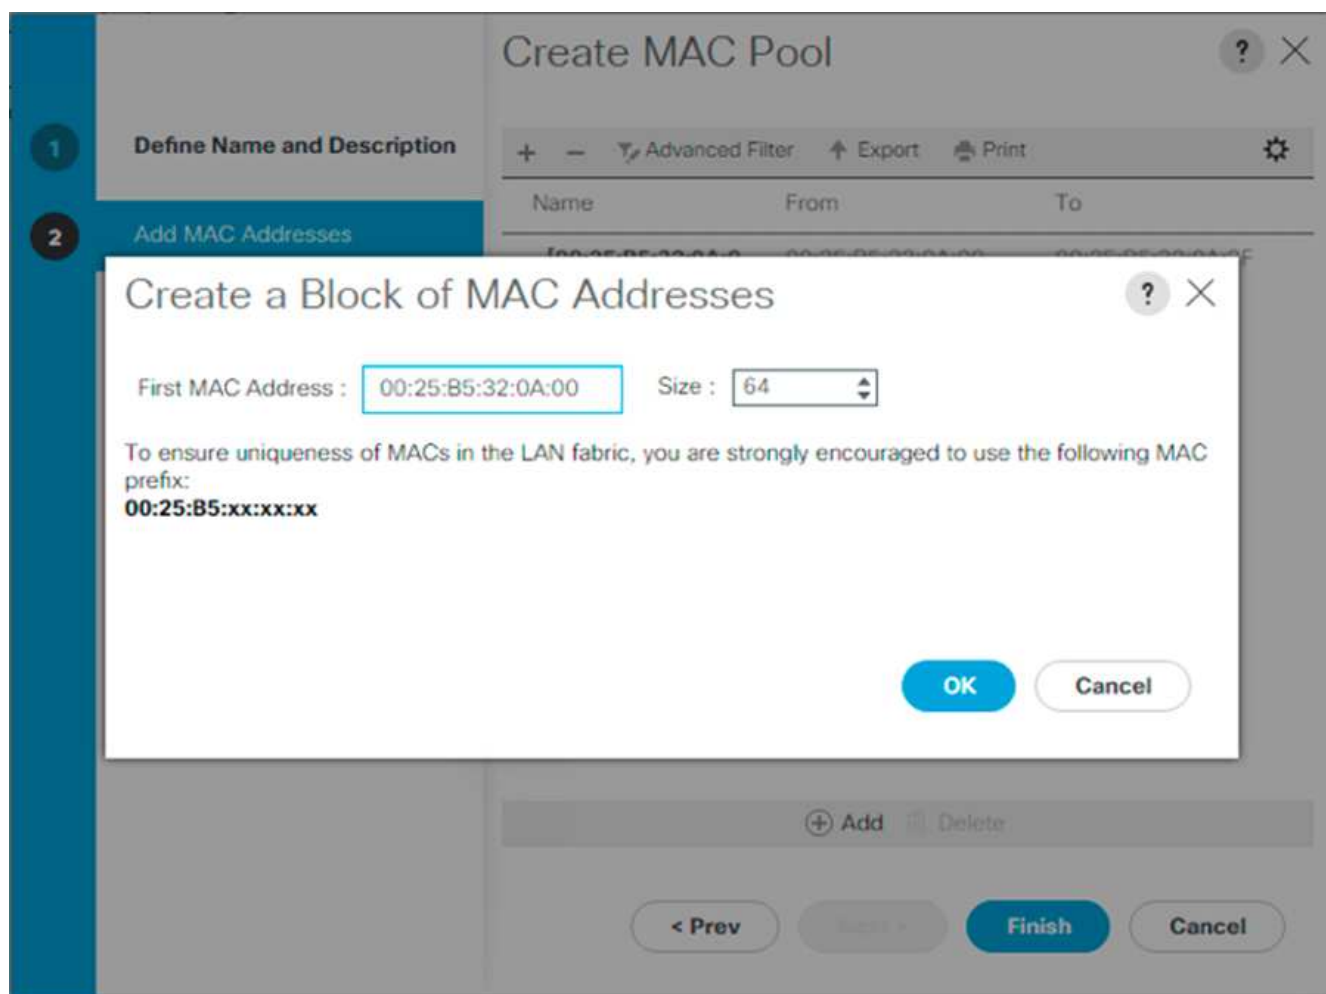 Create MAC Pool
?
1
Define Name and Description
+ − Advanced Filter Export Print
Name From To
2
Add MAC Addresses
Create a Block of MAC Addresses
?
First MAC Address : 00:25:B5:32:0A:00 Size : 64
To ensure uniqueness of MACs in the LAN fabric, you are strongly encouraged to use the following MAC
prefix:
00:25:B5:xx:xx:xx
OK Cancel
Add Delete
< Prev Finish Cancel